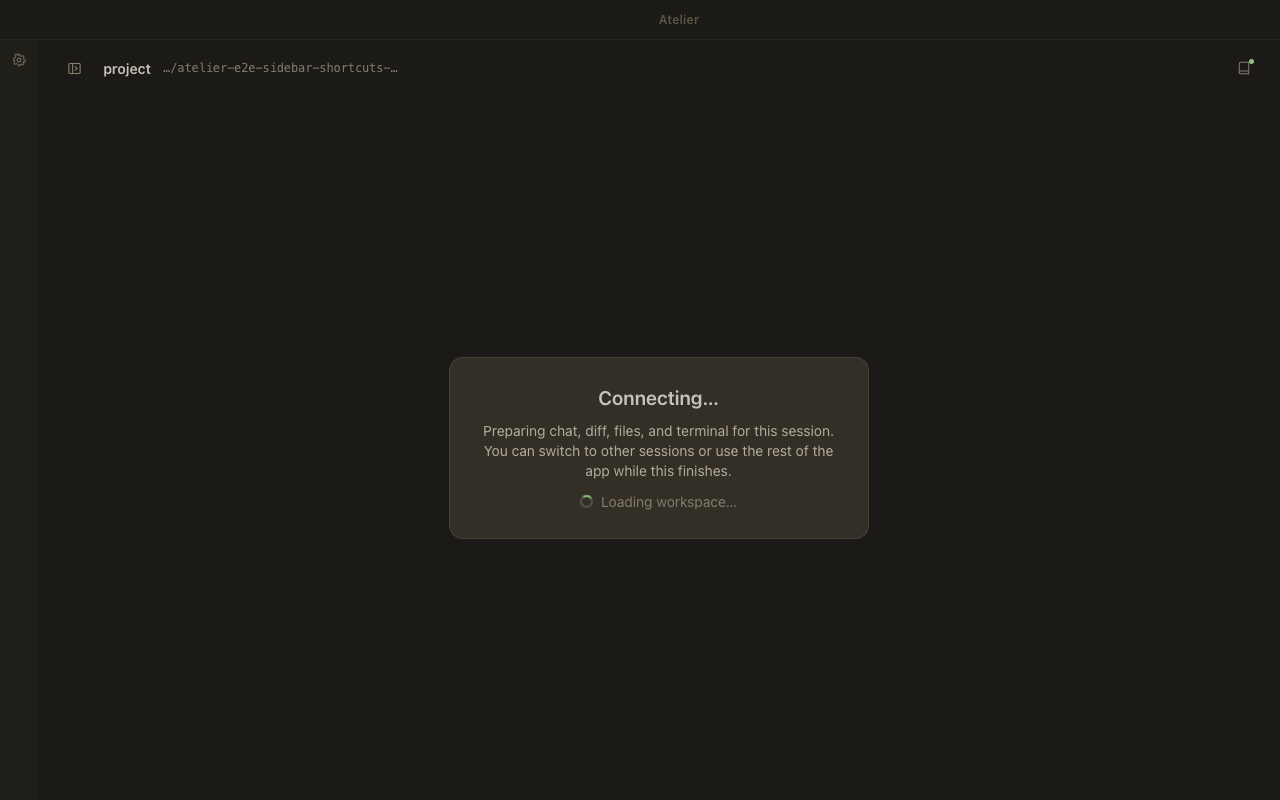 Atelier
project …/atelier-e2e-sidebar-shortcuts-…
Connecting...
Preparing chat, diff, files, and terminal for this session.
You can switch to other sessions or use the rest of the
app while this finishes.
Loading workspace...